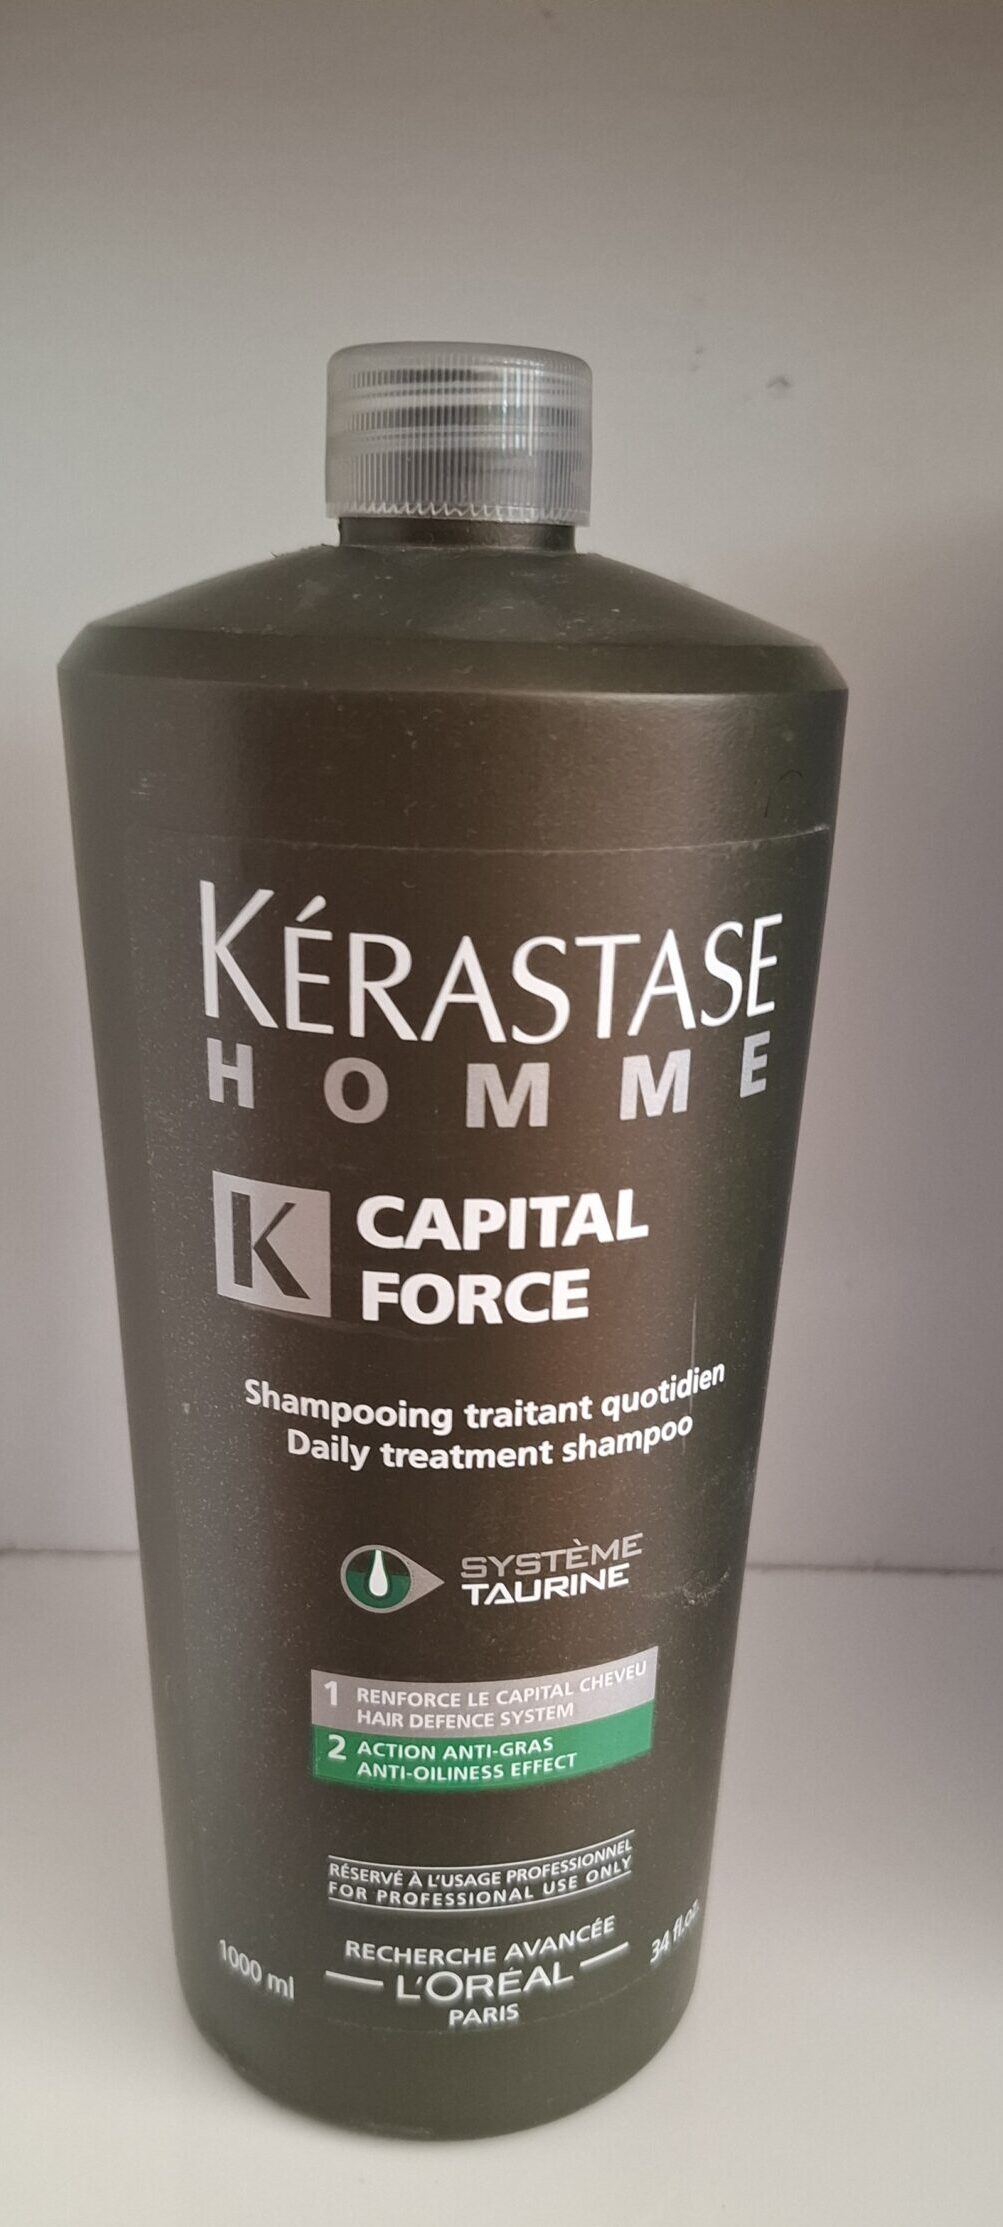 KÉRASTASE
HOMME
K CAPITAL
FORCE
Shampooing traitant quotidien
Daily treatment shampoo
SYSTÈME
TAURINE
1 RENFORCE LE CAPITAL CHEVEU
HAIR DEFENCE SYSTEM
2 ACTION ANTI-GRAS
ANTI-OILINESS EFFECT
RÉSERVÉ À L'USAGE PROFESSIONNEL
FOR PROFESSIONAL USE ONLY
1000 ml
RECHERCHE AVANCÉE
L'ORÉAL
PARIS
34 fl.oz.